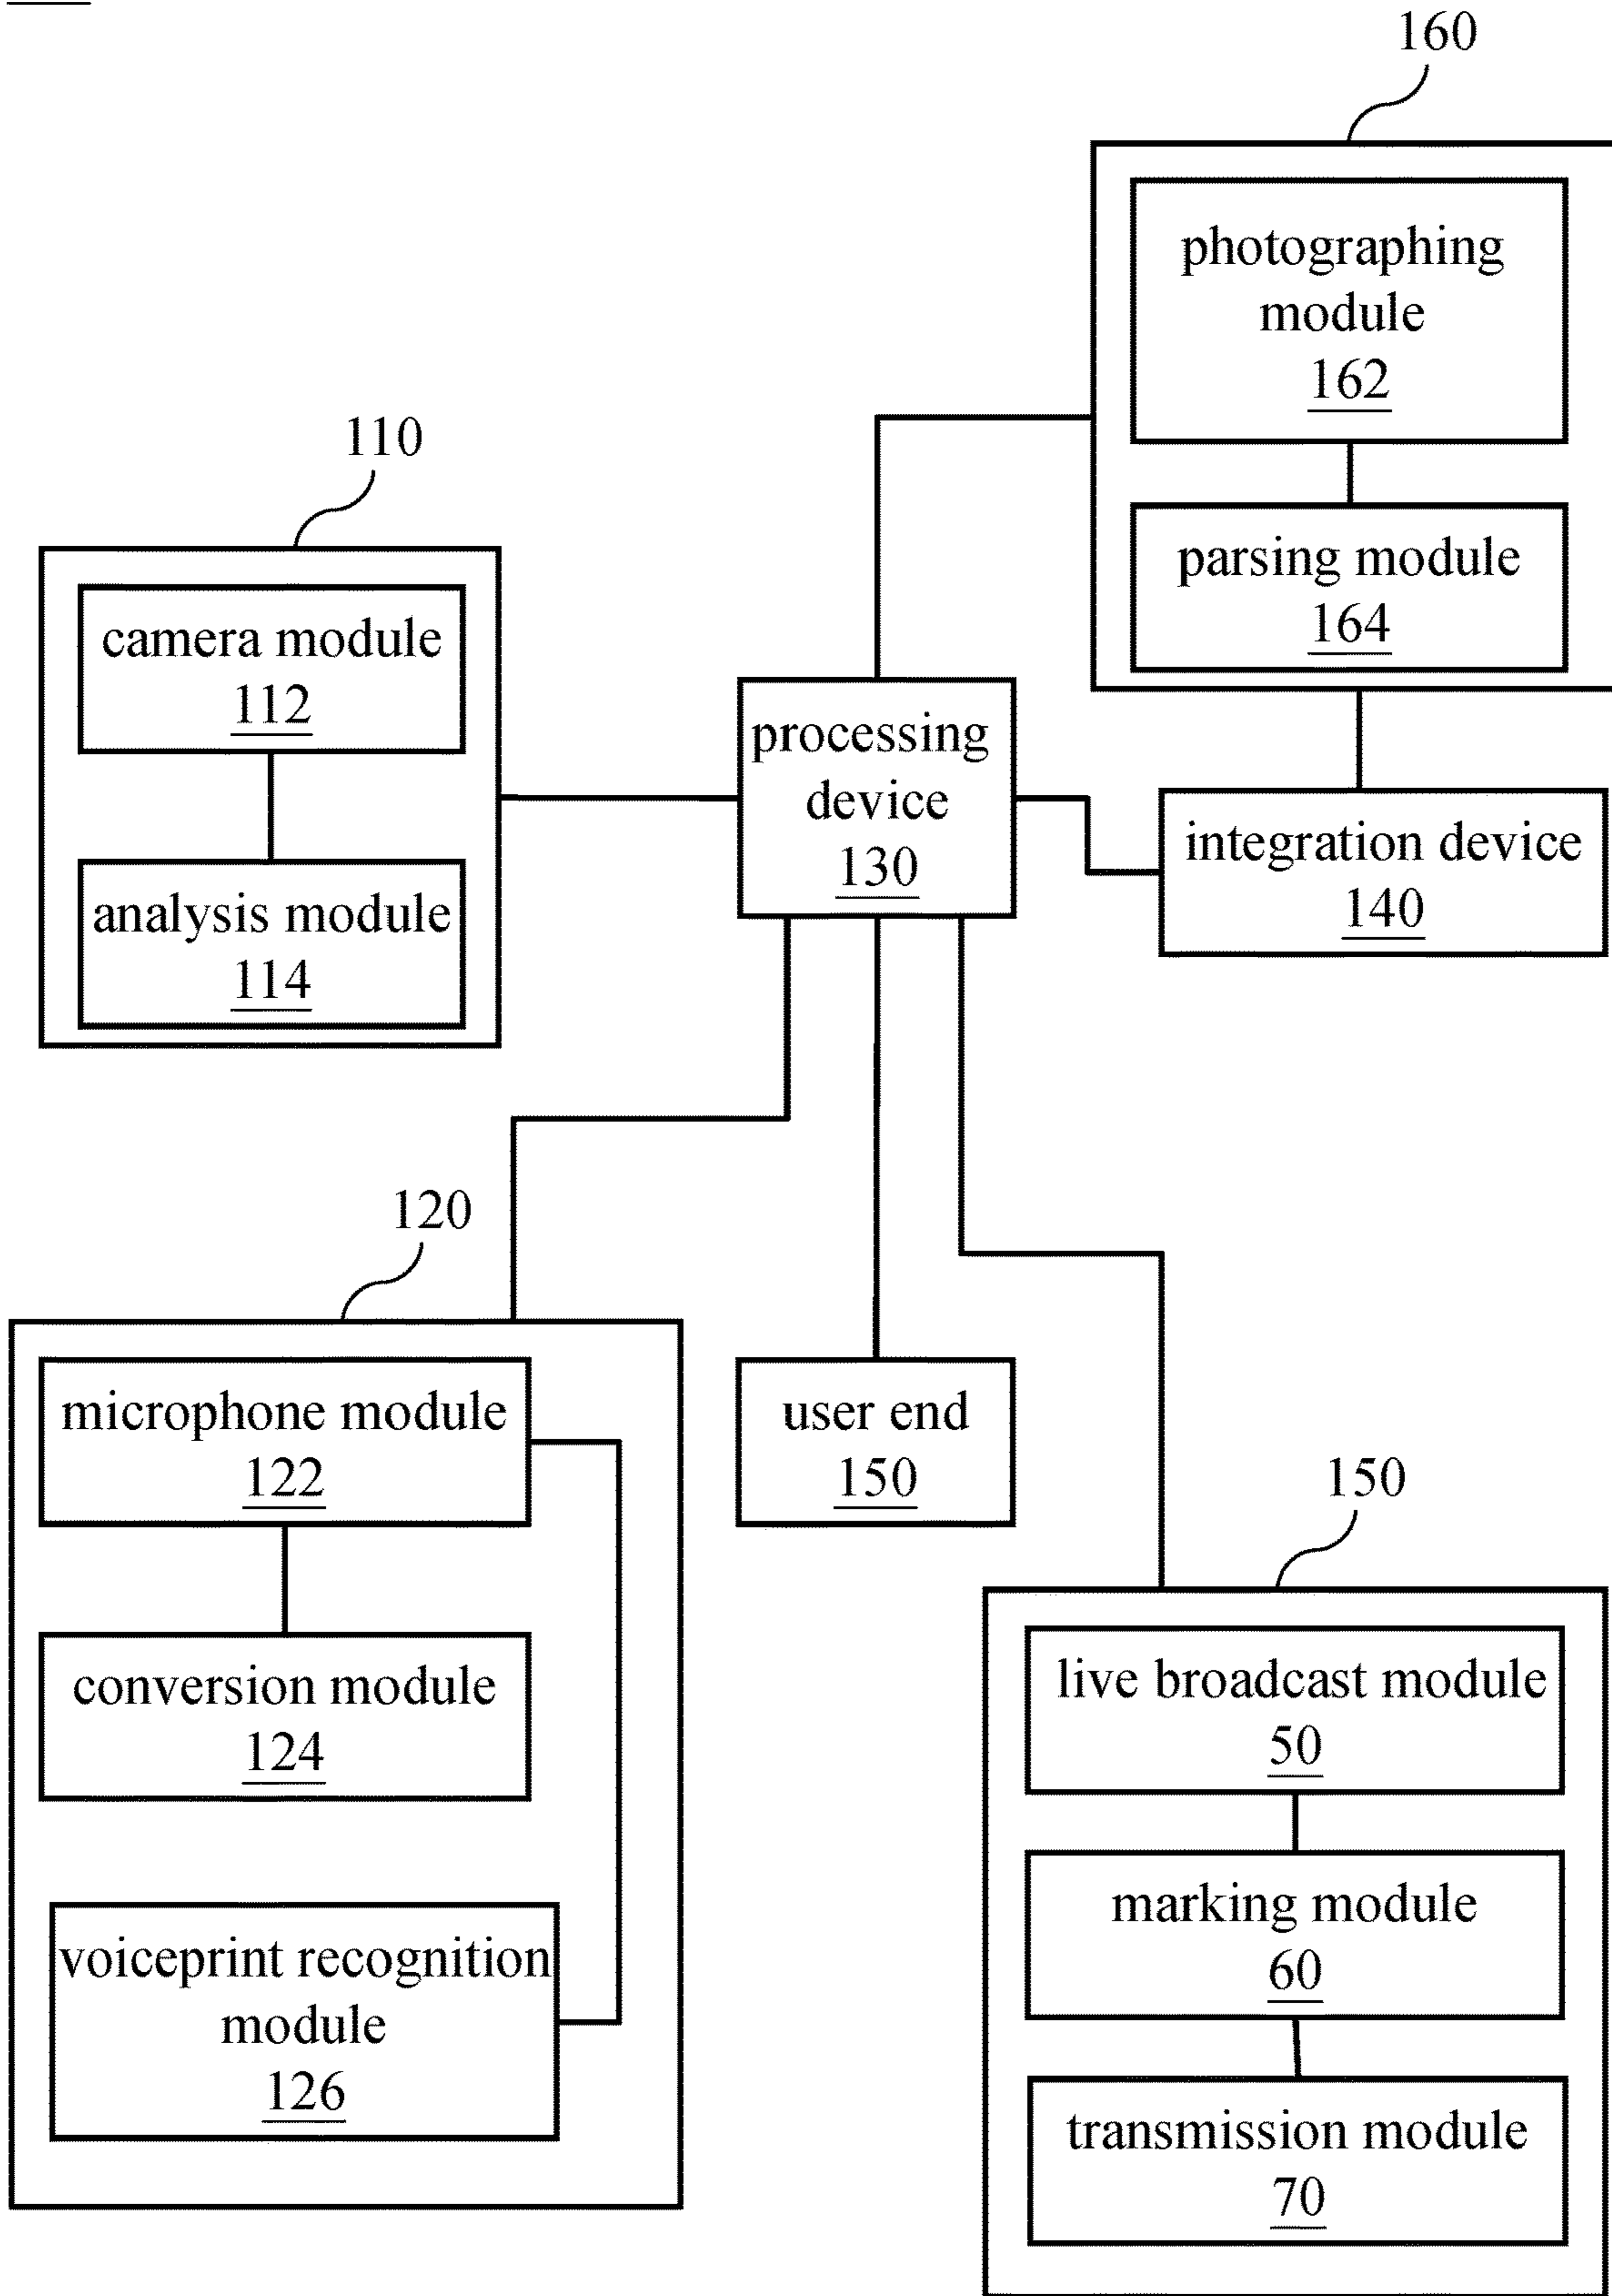 160
photographing
module
162
parsing module
164
110
camera module
112
analysis module
114
processing
device
130
integration device
140
120
microphone module
122
conversion module
124
voiceprint recognition
module
126
user end
150
150
live broadcast module
50
marking module
60
transmission module
70